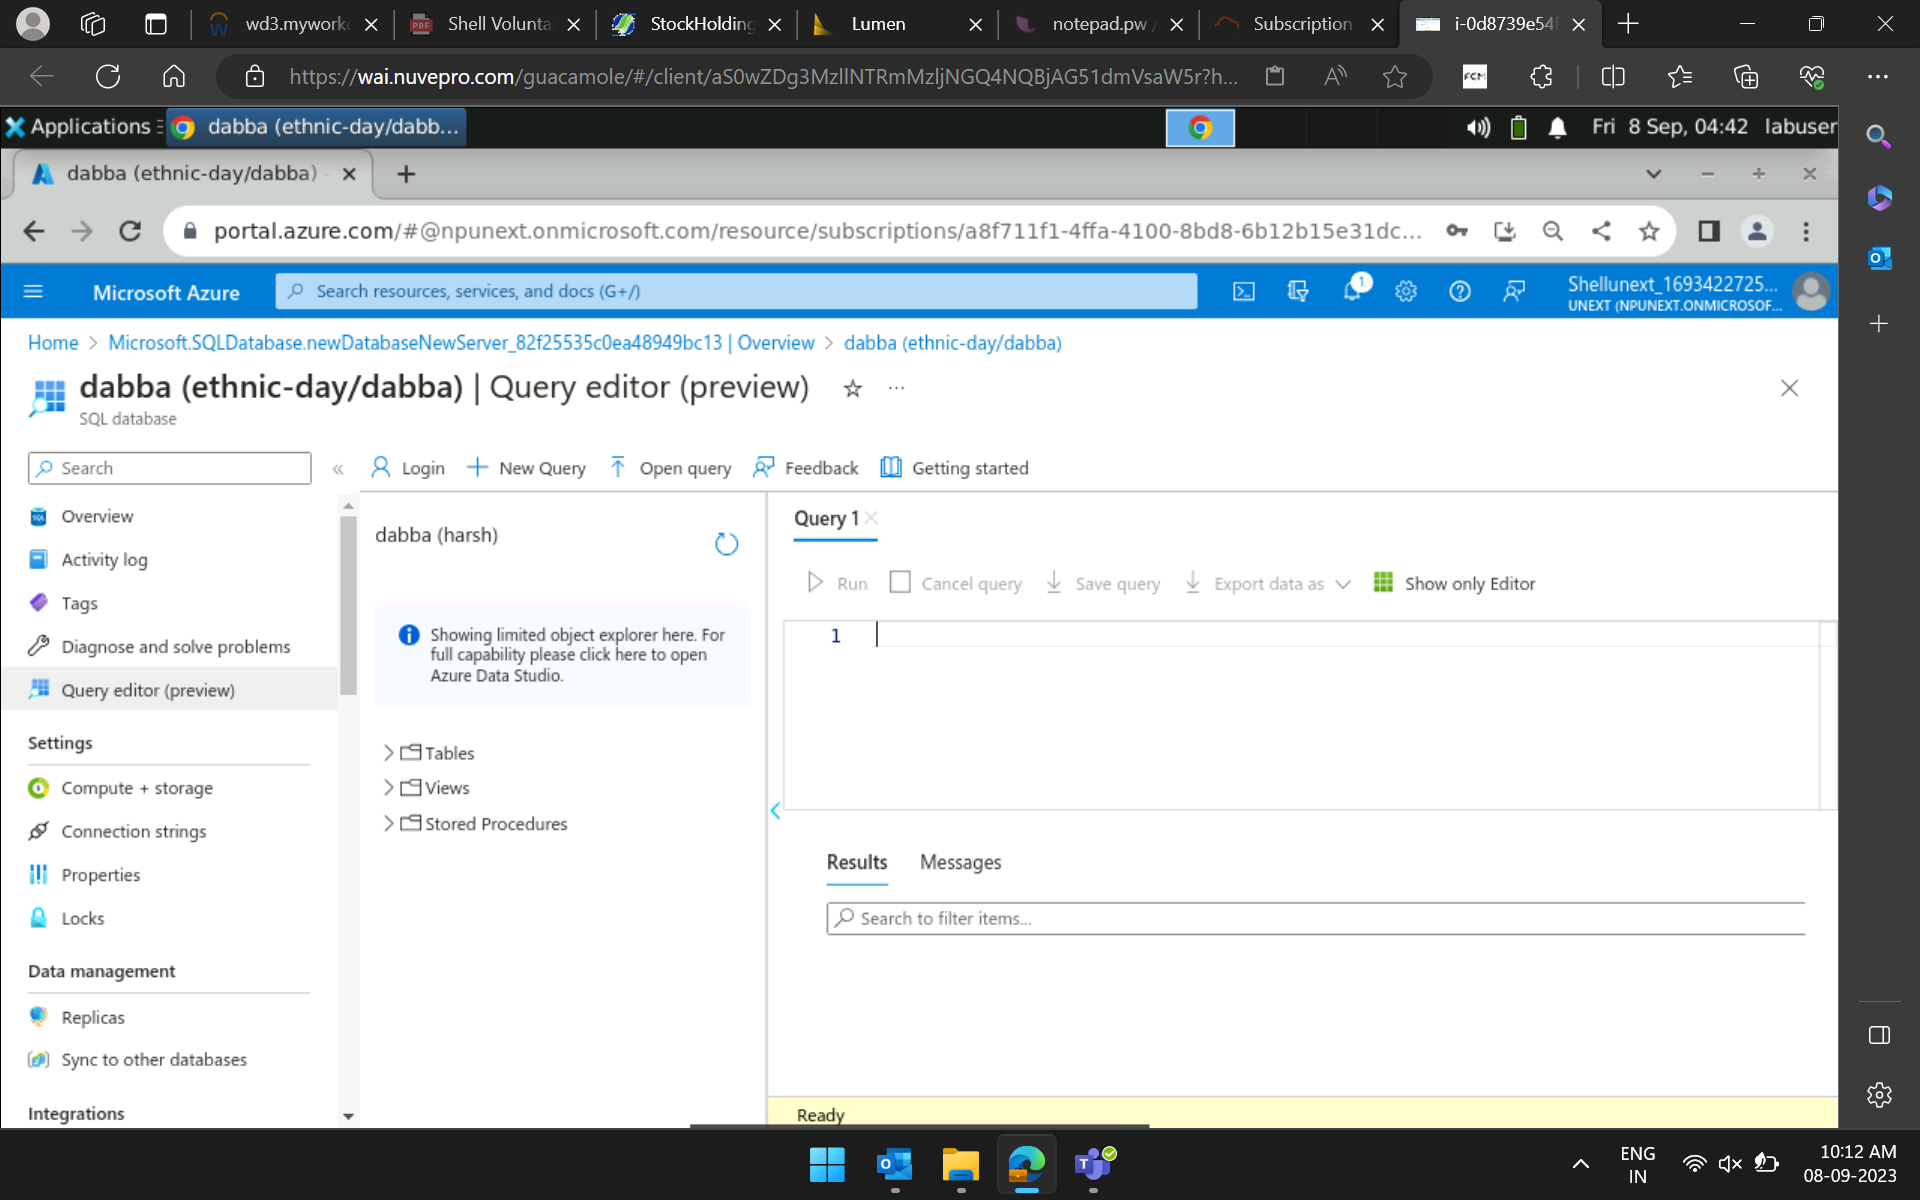 wd3.mywork
Shell Volunta
StockHolding
Lumen
notepad.pw /
Subscription
i-0d8739e54f
https://wai.nuvepro.com/guacamole/#/client/aS0wZDg3MzllNTRmMzljNGQ4NQBjAG51dmVsaW5r?h...
FCM
Applications
dabba (ethnic-day/dabb...
Fri 8 Sep, 04:42 labuser
dabba (ethnic-day/dabba) -
portal.azure.com/#@npunext.onmicrosoft.com/resource/subscriptions/a8f711f1-4ffa-4100-8bd8-6b12b15e31dc...
Microsoft Azure
Search resources, services, and docs (G+/)
1
Shellunext_1693422725...
UNEXT (NPUNEXT.ONMICROSOF...
Home > Microsoft.SQLDatabase.newDatabaseNewServer_82f25535c0ea48949bc13 | Overview > dabba (ethnic-day/dabba)
dabba (ethnic-day/dabba) | Query editor (preview)
SQL database
Search
Login
New Query
Open query
Feedback
Getting started
Overview
Activity log
Tags
Diagnose and solve problems
Query editor (preview)
Settings
Compute + storage
Connection strings
Properties
Locks
Data management
Replicas
Sync to other databases
Integrations
dabba (harsh)
Showing limited object explorer here. For
full capability please click here to open
Azure Data Studio.
Tables
Views
Stored Procedures
Query 1
Run
Cancel query
Save query
Export data as
Show only Editor
1
Results
Messages
Search to filter items...
Ready
ENG
IN
10:12 AM
08-09-2023